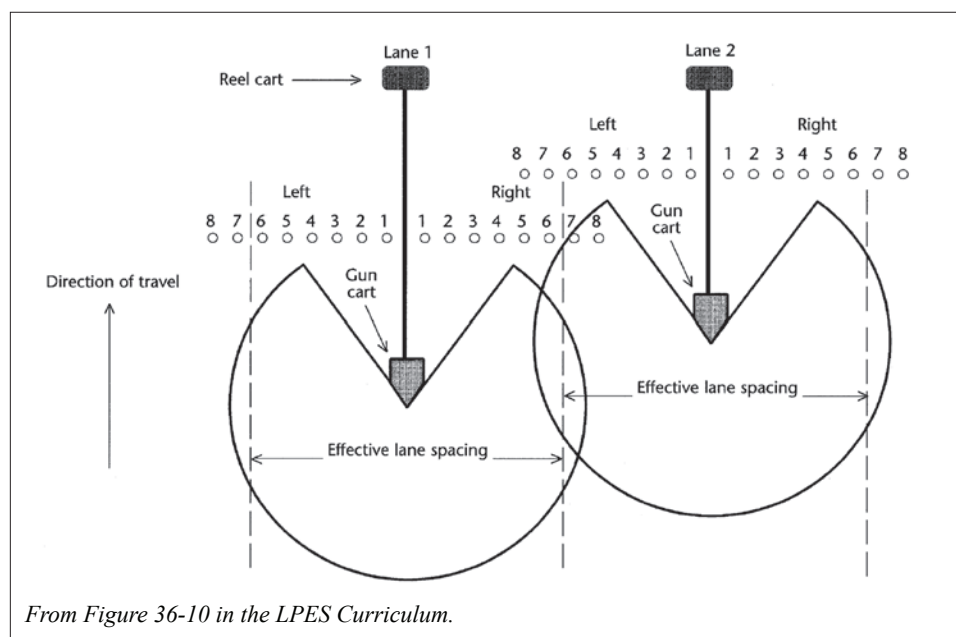 Lane 1
Lane 2
Reel cart
Left
Right
8 7 6 5 4 3 2 1 1 2 3 4 5 6 7 8
Left
Right
8 7 6 5 4 3 2 1 1 2 3 4 5 6 7 8
Gun
cart
Gun
cart
Direction of travel
Effective lane spacing
Effective lane spacing
From Figure 36-10 in the LPES Curriculum.